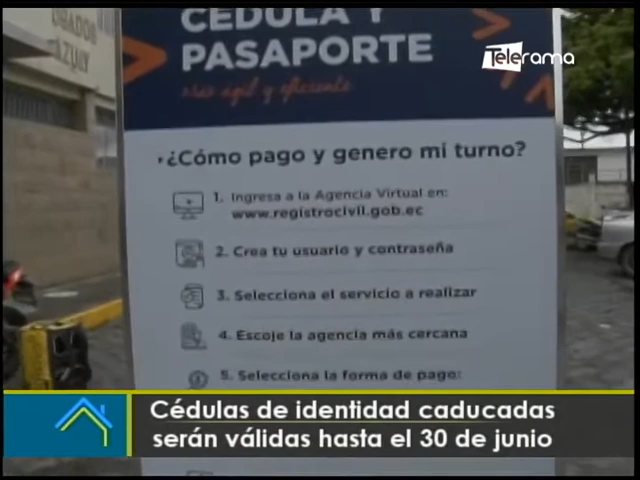 CÉDULA Y
PASAPORTE
más ágil y eficiente
Telerama
¿Cómo pago y genero mi turno?
1. Ingresa a la Agencia Virtual en:
www.registrocivil.gob.ec
2. Crea tu usuario y contraseña
3. Selecciona el servicio a realizar
4. Escoje la agencia más cercana
5. Selecciona la forma de pago:
Cédulas de identidad caducadas
serán válidas hasta el 30 de junio